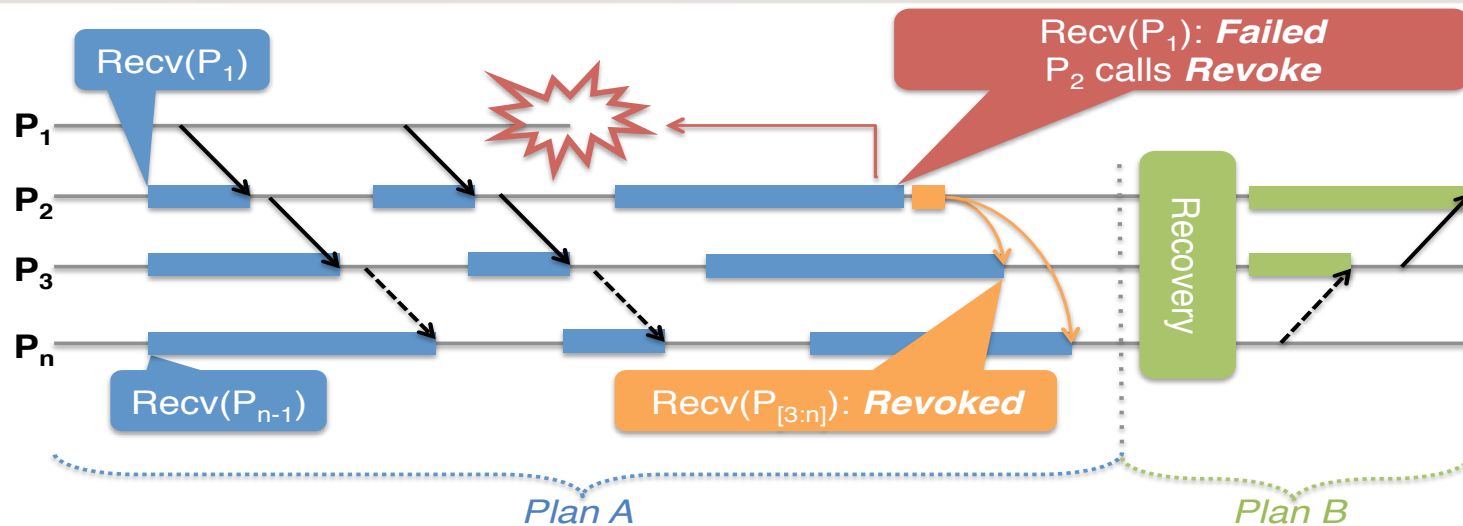 Recv(P₁)
Recv(P₁): Failed
P₂ calls Revoke
P₁
P₂
P₃
Pₙ
Recovery
Recv(Pₙ₋₁)
Recv(P[3:n]): Revoked
Plan A
Plan B